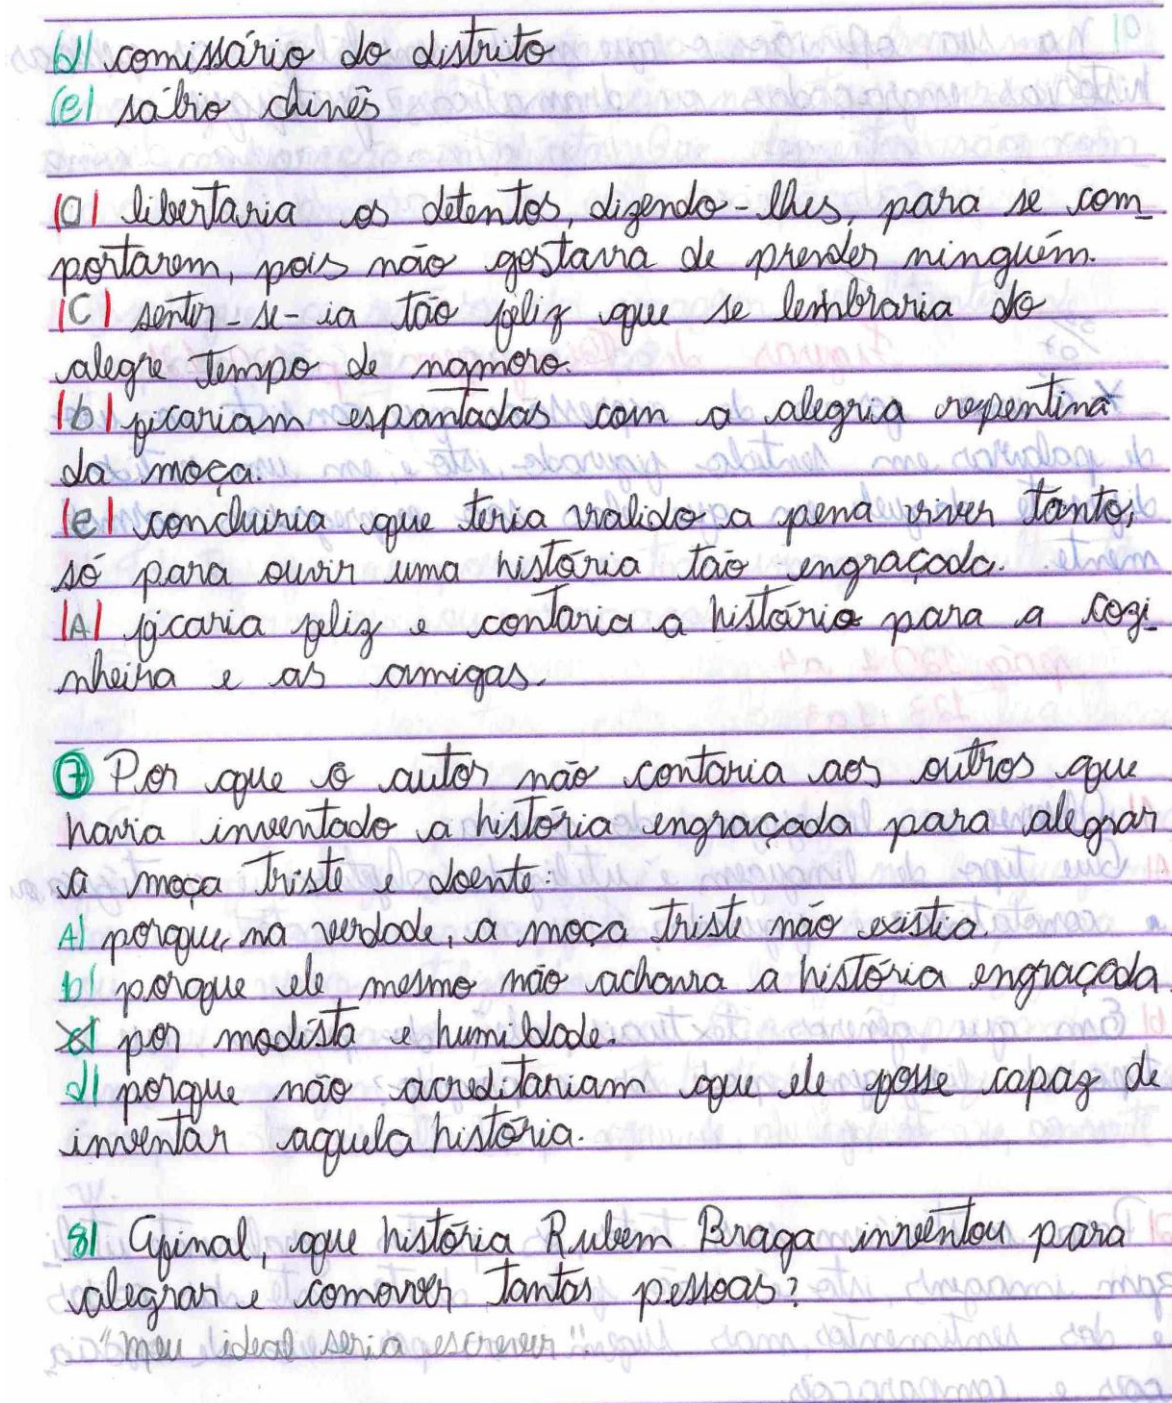 d) comissário do distrito
(e) sábio chinês
(a) libertaria os detentos, dizendo-lhes, para se com_
portarem, pois não gostava de prender ninguém.
(C) sentir-se-ia tão feliz que se lembraria do
alegre tempo de namoro.
(b) ficariam espantadas com a alegria repentina
da moça.
(e) concluiria que teria valido a pena viver tanto,
só para ouvir uma história tão engraçada.
(A) ficaria feliz e contaria a história para a cozi_
nheira e as amigas.
7 Por que o autor não contaria aos outros que
havia inventado a história engraçada para alegrar
a moça triste e doente:
A) porque, na verdade, a moça triste não existia.
b) porque ele mesmo não achava a história engraçada.
c) por modísta e humildade.
d) porque não acreditariam que ele fosse capaz de
inventar aquela história.
8) Afinal, que história Rubem Braga inventou para
alegrar e comover tantas pessoas?
"meu ideal seria escrever"